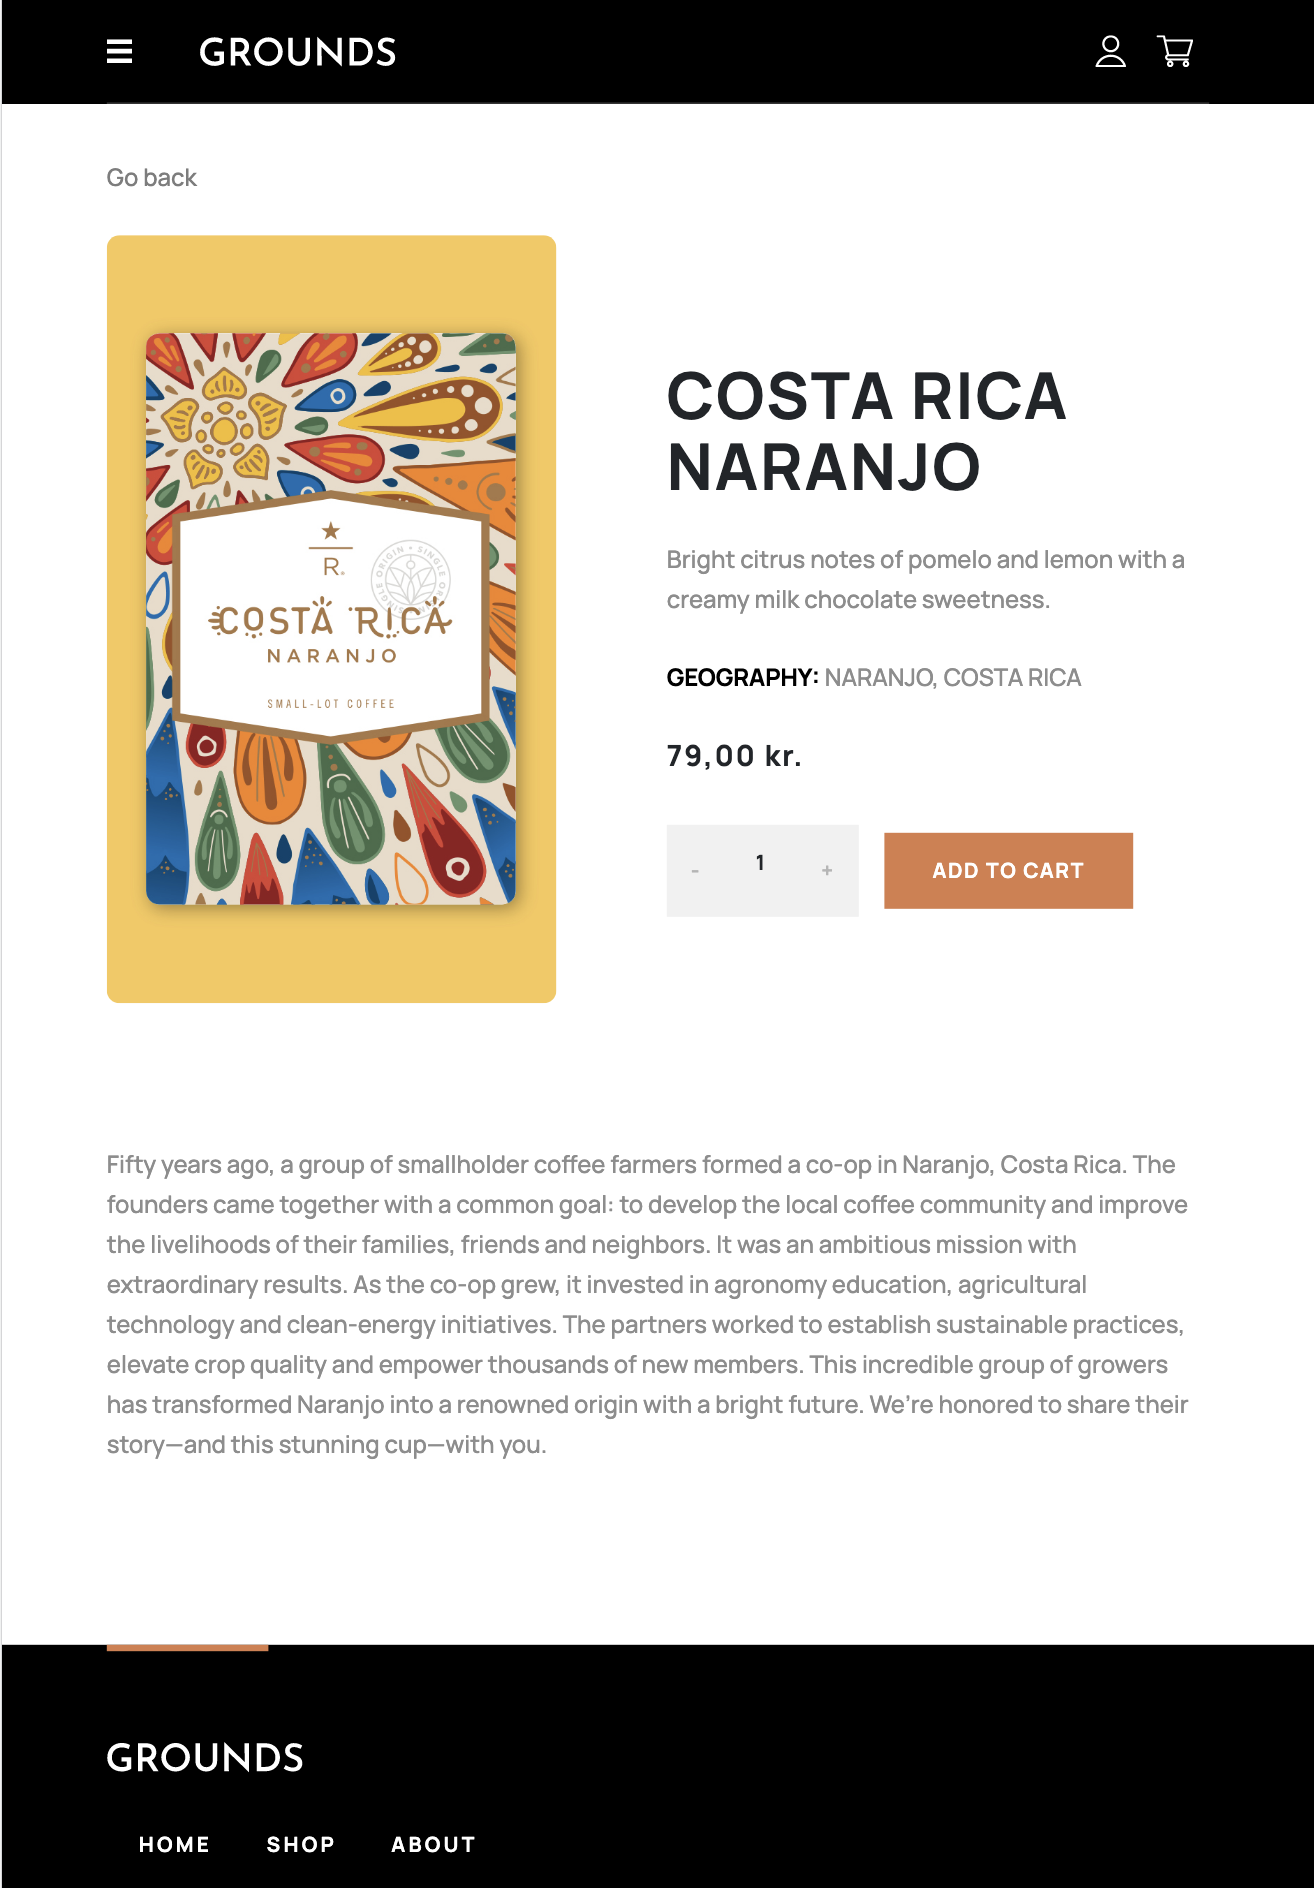 GROUNDS
Go back
R.
SINGLE ORIGIN • SINGLE
COSTA RICA
NARANJO
SMALL-LOT COFFEE
COSTA RICA
NARANJO
Bright citrus notes of pomelo and lemon with a
creamy milk chocolate sweetness.
GEOGRAPHY: NARANJO, COSTA RICA
79,00 kr.
- 1 +
ADD TO CART
Fifty years ago, a group of smallholder coffee farmers formed a co-op in Naranjo, Costa Rica. The
founders came together with a common goal: to develop the local coffee community and improve
the livelihoods of their families, friends and neighbors. It was an ambitious mission with
extraordinary results. As the co-op grew, it invested in agronomy education, agricultural
technology and clean-energy initiatives. The partners worked to establish sustainable practices,
elevate crop quality and empower thousands of new members. This incredible group of growers
has transformed Naranjo into a renowned origin with a bright future. We’re honored to share their
story—and this stunning cup—with you.
GROUNDS
HOME SHOP ABOUT